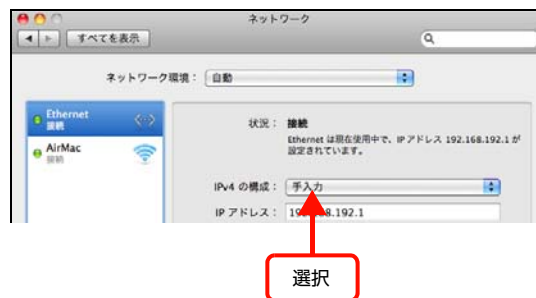 ネットワーク
すべてを表示
ネットワーク環境： 自動
Ethernet
接続
AirMac
接続
状況： 接続
Ethernet は現在使用中で、IP アドレス 192.168.192.1 が
設定されています。
IPv4 の構成： 手入力
IP アドレス： 192.168.192.1
選択